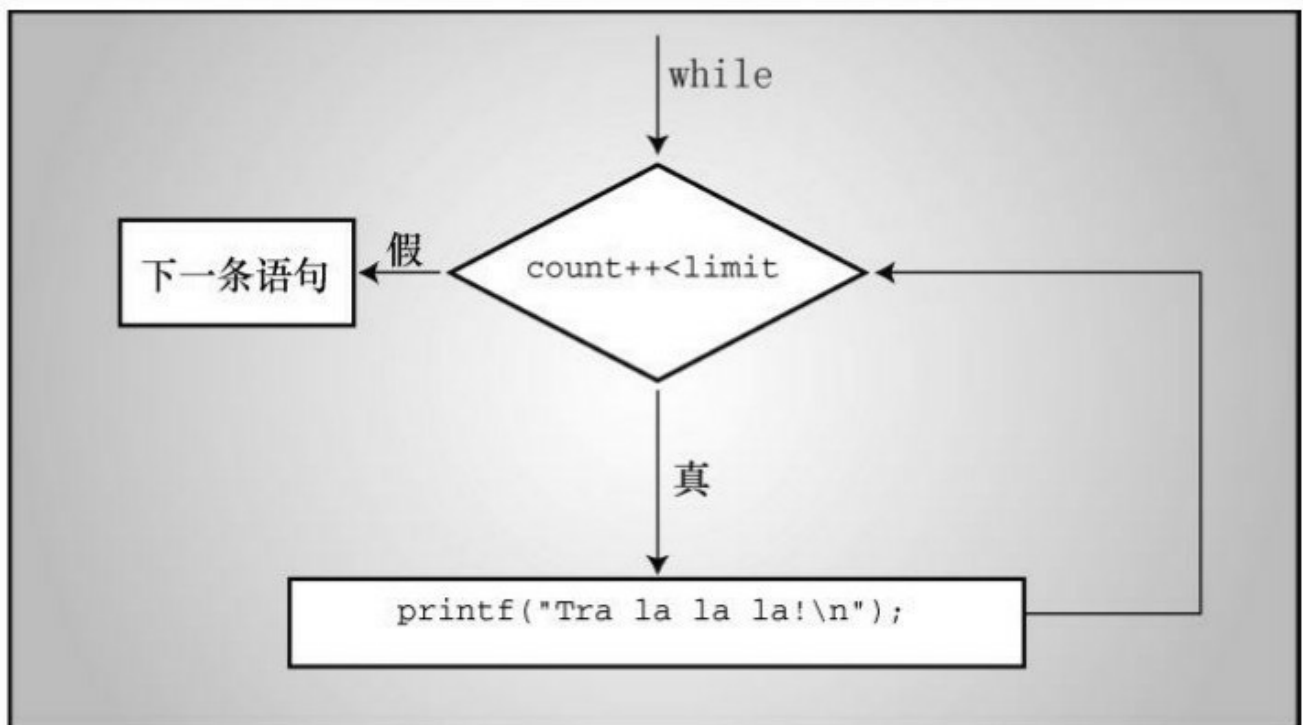 while
假
count++<limit
下一条语句
真
printf("Tra la la la!\n");